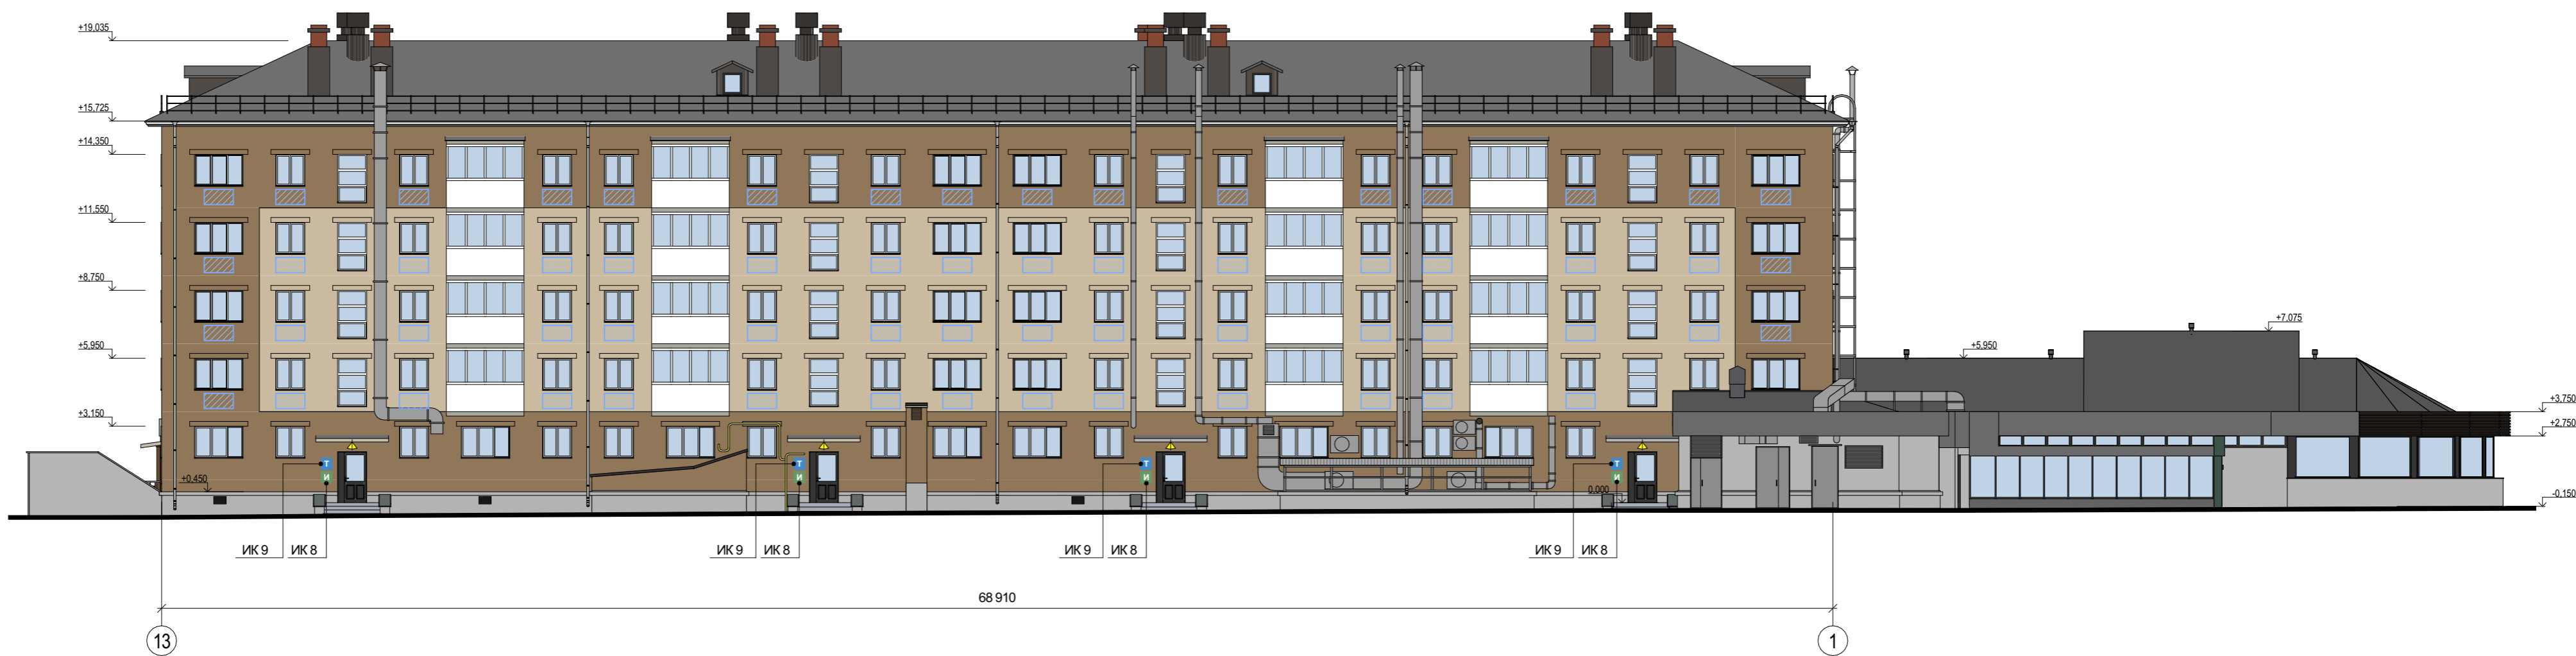 +19,035
+15,725
+14,350
+11,550
+8,750
+7,075
+5,950
+5,950
+3,750
+3,150
+2,750
Т
Т
Т
Т
И
И
И
И
+0,450
0,000
-0,150
ИК 9
ИК 8
ИК 9
ИК 8
ИК 9
ИК 8
ИК 9
ИК 8
68 910
13
1